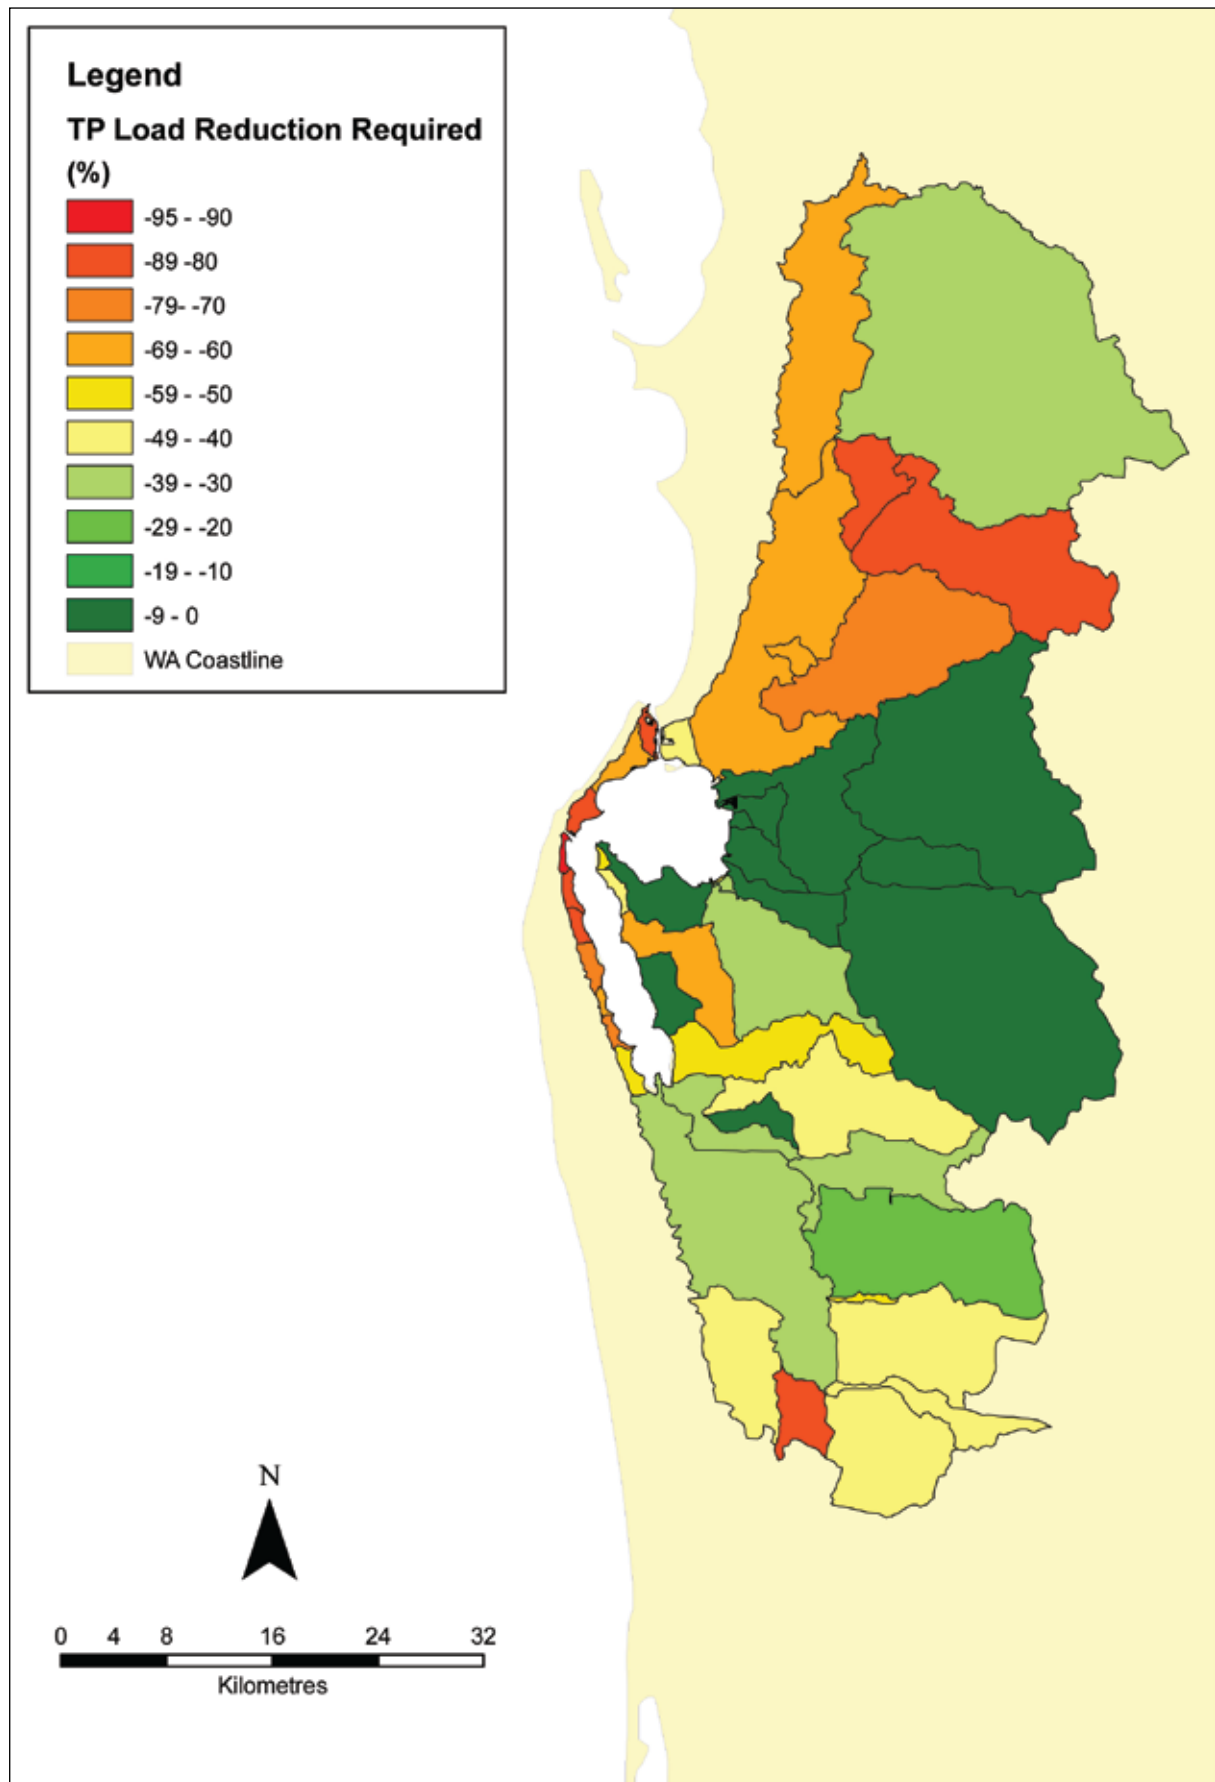 Legend
TP Load Reduction Required
(%)
-95 - -90
-89 -80
-79- -70
-69 - -60
-59 - -50
-49 - -40
-39 - -30
-29 - -20
-19 - -10
-9 - 0
WA Coastline
N
0 4 8 16 24 32
Kilometres